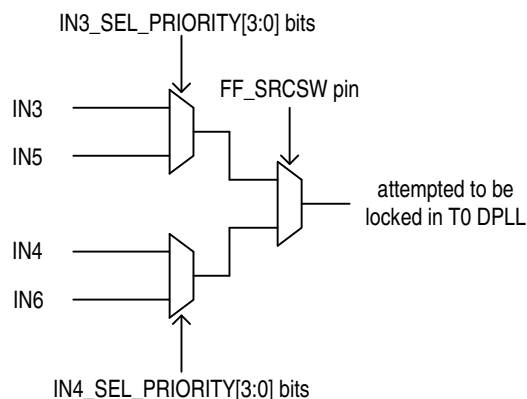 IN3_SEL_PRIORITY[3:0] bits
FF_SRCSW pin
IN3
IN5
attempted to be
locked in T0 DPLL
IN4
IN6
IN4_SEL_PRIORITY[3:0] bits